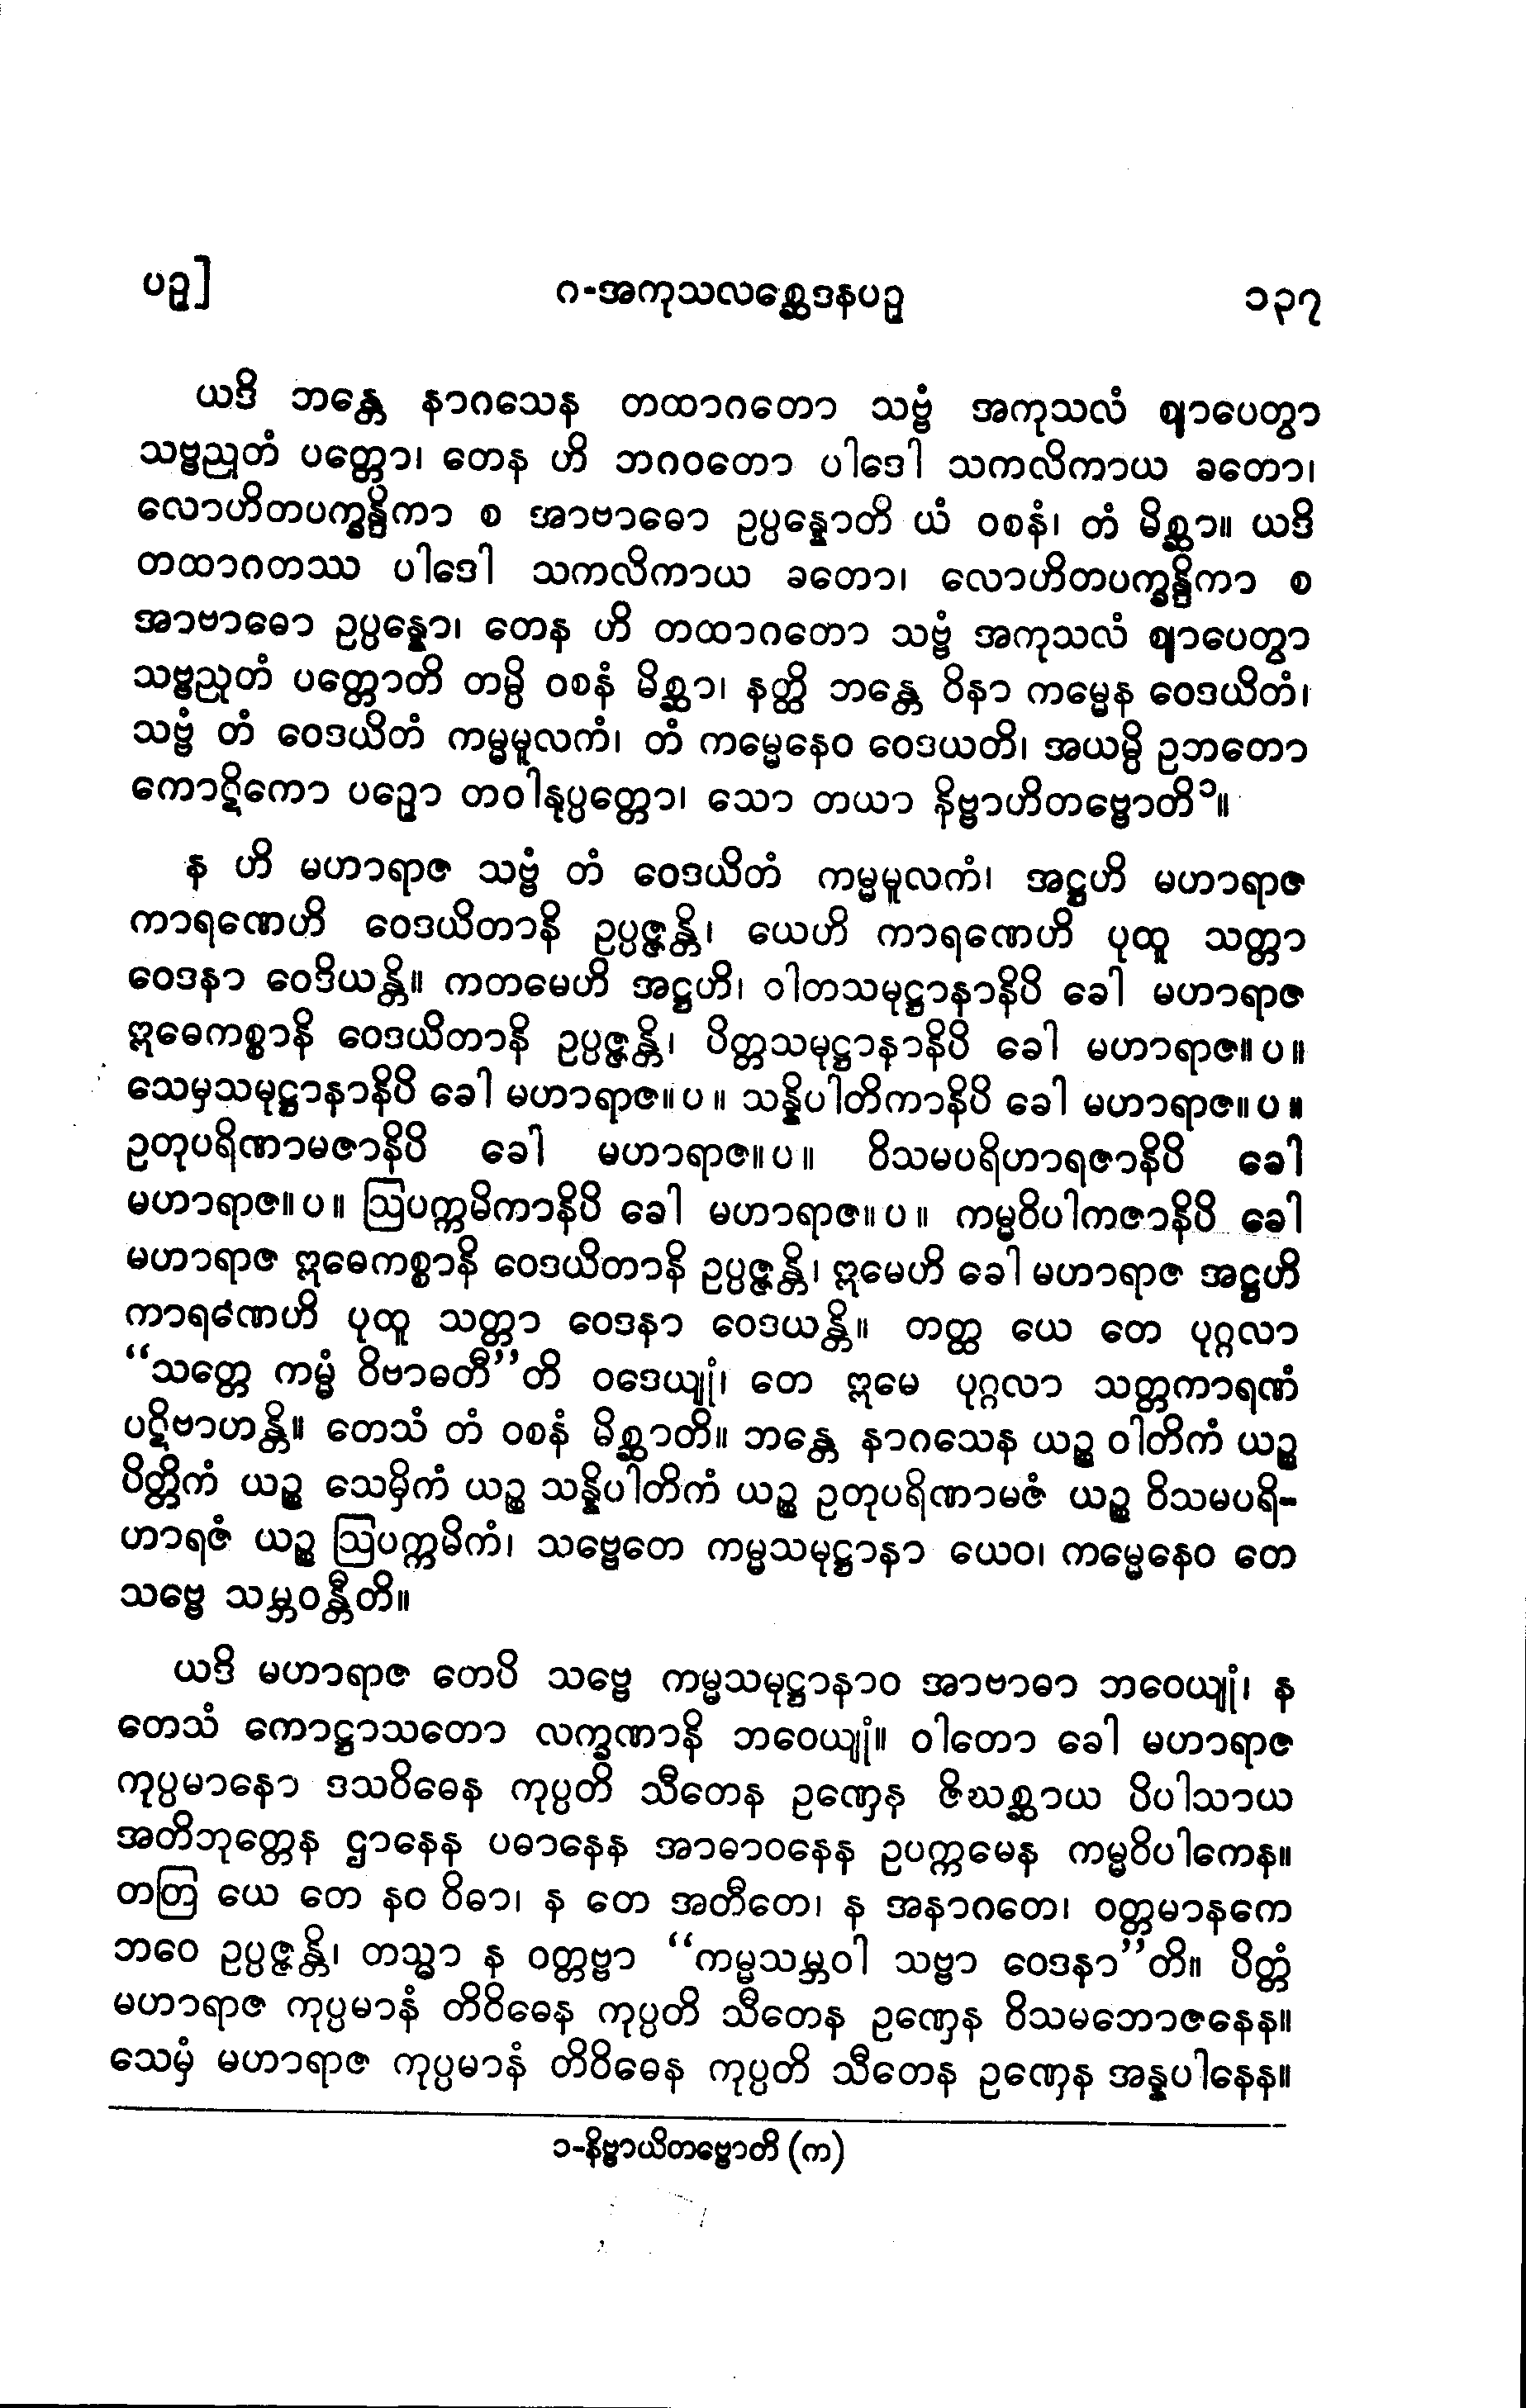 ပဉှ]
ဂ-အကုသလစ္ဆေဒနပဉှ
၁၃၇
ယဒိ ဘန္တေ နာဂသေန တထာဂတော သဗ္ဗံ အကုသလံ ဈာပေတွာ
သဗ္ဗညုတံ ပတ္တော၊ တေန ဟိ ဘဂဝတော ပါဒေါ သကလိကာယ ခတော၊
လောဟိတပက္ခန္ဒိကာ စ အာဗာဓော ဥပ္ပန္နောတိ ယံ ဝစနံ၊ တံ မိစ္ဆာ။ ယဒိ
တထာဂတဿ ပါဒေါ သကလိကာယ ခတော၊ လောဟိတပက္ခန္ဒိကာ စ
အာဗာဓော ဥပ္ပန္နော၊ တေန ဟိ တထာဂတော သဗ္ဗံ အကုသလံ ဈာပေတွာ
သဗ္ဗညုတံ ပတ္တောတိ တမ္ပိ ဝစနံ မိစ္ဆာ၊ နတ္ထိ ဘန္တေ ဝိနာ ကမ္မေန ဝေဒယိတံ၊
သဗ္ဗံ တံ ဝေဒယိတံ ကမ္မမူလကံ၊ တံ ကမ္မေနေဝ ဝေဒယတိ၊ အယမ္ပိ ဥဘတော
ကောဋိကော ပဉှော တဝါနုပ္ပတ္တော၊ သော တယာ နိဗ္ဗာဟိတဗ္ဗောတိ၁။
န ဟိ မဟာရာဇ သဗ္ဗံ တံ ဝေဒယိတံ ကမ္မမူလကံ၊ အဋ္ဌဟိ မဟာရာဇ
ကာရဏေဟိ ဝေဒယိတာနိ ဥပ္ပဇ္ဇန္တိ၊ ယေဟိ ကာရဏေဟိ ပုထူ သတ္တာ
ဝေဒနာ ဝေဒိယန္တိ။ ကတမေဟိ အဋ္ဌဟိ၊ ဝါတသမုဋ္ဌာနာနိပိ ခေါ မဟာရာဇ
ဣဓေကစ္စာနိ ဝေဒယိတာနိ ဥပ္ပဇ္ဇန္တိ၊ ပိတ္တသမုဋ္ဌာနာနိပိ ခေါ မဟာရာဇ။ပ။
သေမှသမုဋ္ဌာနာနိပိ ခေါ မဟာရာဇ။ပ။ သန္နိပါတိကာနိပိ ခေါ မဟာရာဇ။ပ။
ဥတုပရိဏာမဇာနိပိ ခေါ မဟာရာဇ။ပ။ ဝိသမပရိဟာရဇာနိပိ ခေါ
မဟာရာဇ။ပ။ ဩပက္ကမိကာနိပိ ခေါ မဟာရာဇ။ပ။ ကမ္မဝိပါကဇာနိပိ ခေါ
မဟာရာဇ ဣဓေကစ္စာနိ ဝေဒယိတာနိ ဥပ္ပဇ္ဇန္တိ၊ ဣမေဟိ ခေါ မဟာရာဇ အဋ္ဌဟိ
ကာရဏေဟိ ပုထူ သတ္တာ ဝေဒနာ ဝေဒယန္တိ။ တတ္ထ ယေ တေ ပုဂ္ဂလာ
“သတ္တေ ကမ္မံ ဝိဗာဓတီ”တိ ဝဒေယျုံ၊ တေ ဣမေ ပုဂ္ဂလာ သတ္တကာရဏံ
ပဋိဗာဟန္တိ။ တေသံ တံ ဝစနံ မိစ္ဆာတိ။ ဘန္တေ နာဂသေန ယဉ္စ ဝါတိကံ ယဉ္စ
ပိတ္တိကံ ယဉ္စ သေမှိကံ ယဉ္စ သန္နိပါတိကံ ယဉ္စ ဥတုပရိဏာမဇံ ယဉ္စ ဝိသမပရိ-
ဟာရဇံ ယဉ္စ ဩပက္ကမိကံ၊ သဗ္ဗေတေ ကမ္မသမုဋ္ဌာနာ ယေဝ၊ ကမ္မေနေဝ တေ
သဗ္ဗေ သမ္ဘဝန္တီတိ။
ယဒိ မဟာရာဇ တေပိ သဗ္ဗေ ကမ္မသမုဋ္ဌာနာဝ အာဗာဓာ ဘဝေယျုံ၊ န
တေသံ ကောဋ္ဌာသတော လက္ခဏာနိ ဘဝေယျုံ။ ဝါတော ခေါ မဟာရာဇ
ကုပ္ပမာနော ဒသဝိဓေန ကုပ္ပတိ သီတေန ဥဏှေန ဇိဃစ္ဆာယ ပိပါသာယ
အတိဘုတ္တေန ဌာနေန ပဓာနေန အာဓာဝနေန ဥပက္ကမေန ကမ္မဝိပါကေန။
တတြ ယေ တေ နဝ ဝိဓာ၊ န တေ အတီတေ၊ န အနာဂတေ၊ ဝတ္တမာနကေ
ဘဝေ ဥပ္ပဇ္ဇန္တိ၊ တသ္မာ န ဝတ္တဗ္ဗာ “ကမ္မသမ္ဘဝါ သဗ္ဗာ ဝေဒနာ”တိ။ ပိတ္တံ
မဟာရာဇ ကုပ္ပမာနံ တိဝိဓေန ကုပ္ပတိ သီတေန ဥဏှေန ဝိသမဘောဇနေန။
သေမှံ မဟာရာဇ ကုပ္ပမာနံ တိဝိဓေန ကုပ္ပတိ သီတေန ဥဏှေန အန္နပါနေန။
၁-နိဗ္ဗာယိတဗ္ဗောတိ (က)